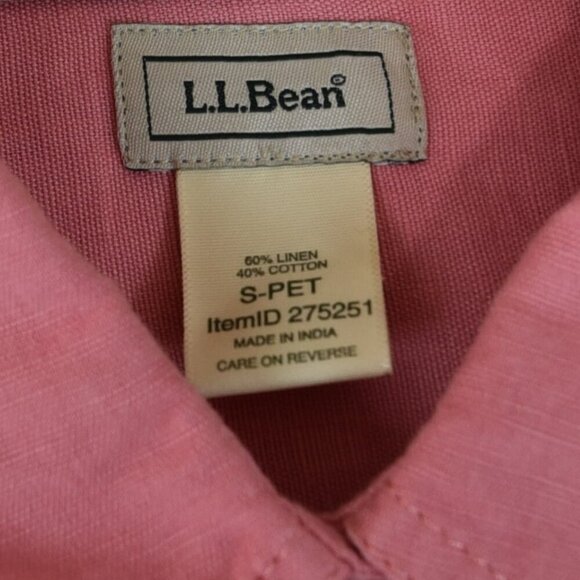 L.L.Bean®
60% LINEN
40% COTTON
S-PET
ItemID 275251
MADE IN INDIA
CARE ON REVERSE